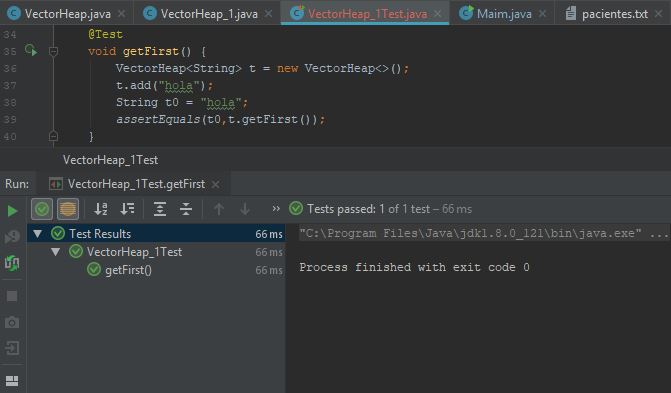 VectorHeap.java × VectorHeap_1.java × VectorHeap_1Test.java × Maim.java × pacientes.txt ×
34 @Test
35 void getFirst() {
36 VectorHeap<String> t = new VectorHeap<>();
37 t.add("hola");
38 String t0 = "hola";
39 assertEquals(t0,t.getFirst());
40 }
VectorHeap_1Test
Run: VectorHeap_1Test.getFirst ×
» Tests passed: 1 of 1 test – 66 ms
Test Results 66 ms
VectorHeap_1Test 66 ms
getFirst() 66 ms
"C:\Program Files\Java\jdk1.8.0_121\bin\java.exe" ...
Process finished with exit code 0